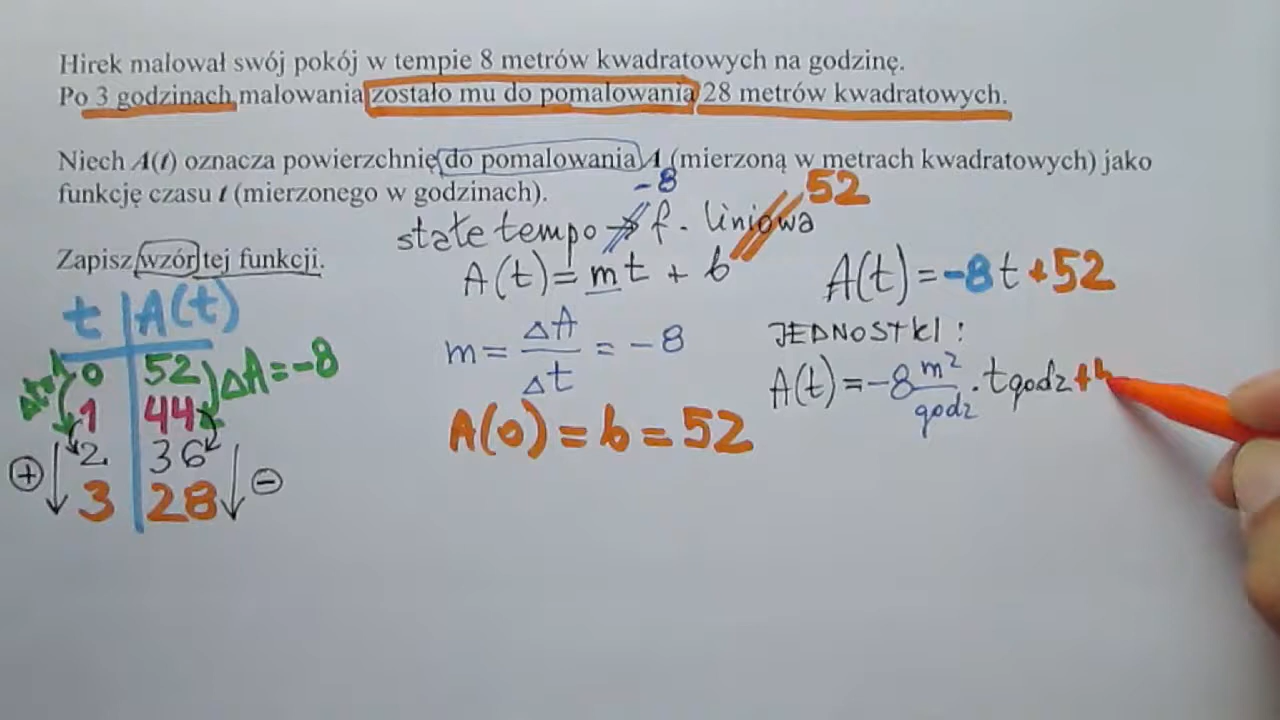 Hirek malował swój pokój w tempie 8 metrów kwadratowych na godzinę.
Po 3 godzinach malowania zostało mu do pomalowania 28 metrów kwadratowych.
Niech A(t) oznacza powierzchnię do pomalowania A (mierzoną w metrach kwadratowych) jako
funkcję czasu t (mierzonego w godzinach).
-8 52
stałe tempo → f. liniowa
Zapisz wzór tej funkcji.
A(t) = mt + b
A(t) = -8t + 52
t A(t)
0 52
1 44
2 36
3 28
ΔA = -8
+
-
m = ΔA/Δt = -8
A(0) = b = 52
JEDNOSTKI:
A(t) = -8 m²/godz · t godz +